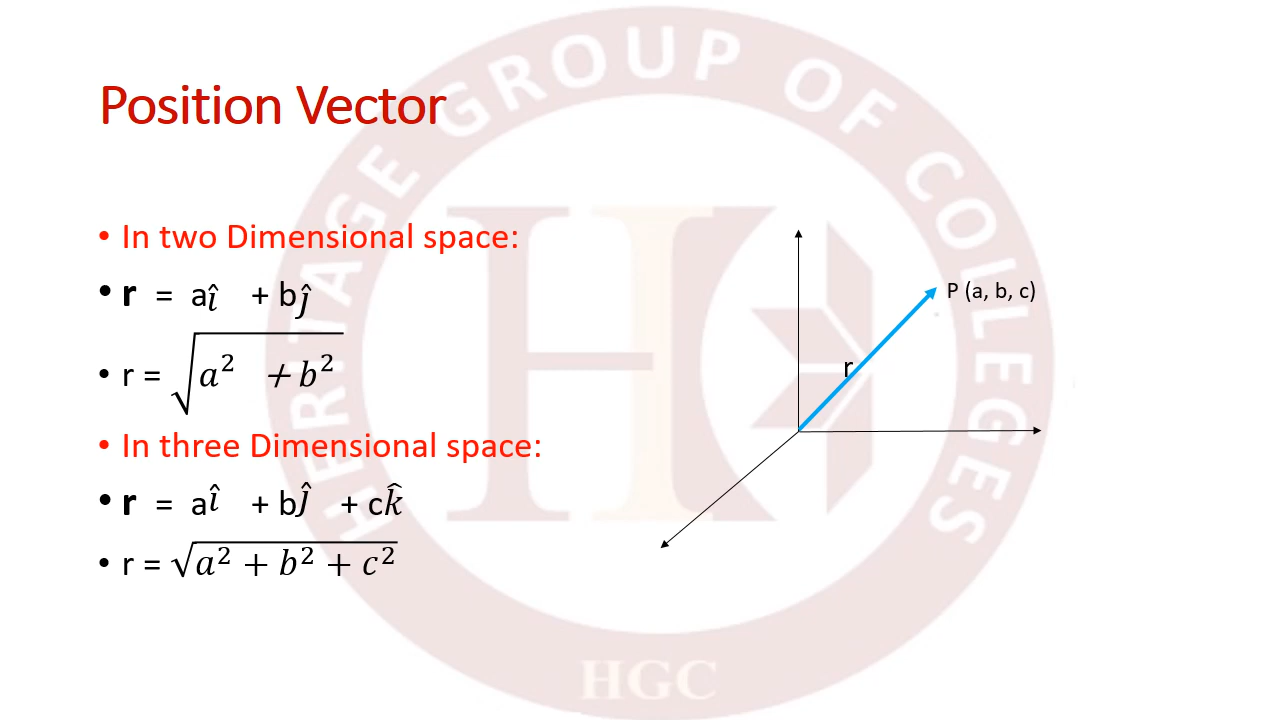 Position Vector
• In two Dimensional space:
• r = aî + bĵ
• r = √(a² + b²)
• In three Dimensional space:
• r = aî + bĵ + ck̂
• r = √(a² + b² + c²)
P (a, b, c)
r
HERITAGE GROUP OF COLLEGES
H
HGC